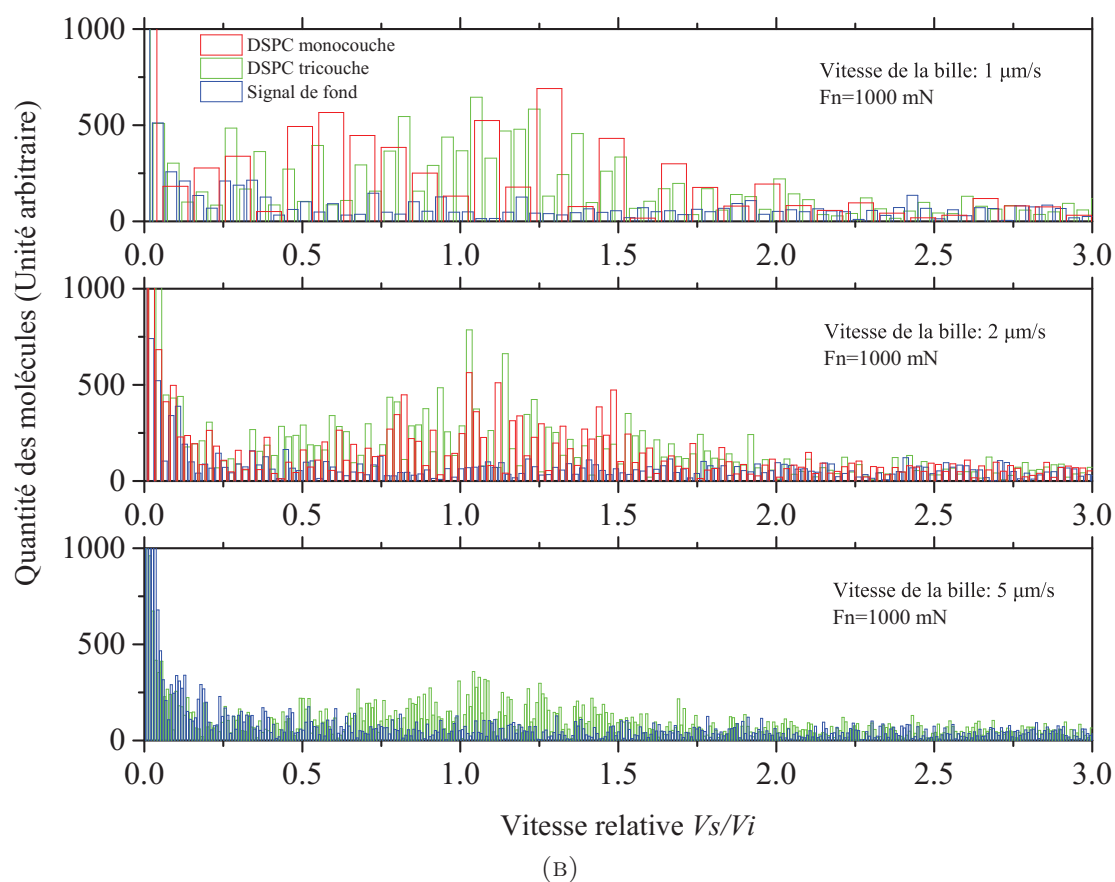 1000
DSPC monocouche
DSPC tricouche
Signal de fond
Vitesse de la bille: 1 μm/s
Fn=1000 mN
500
0
0.0 0.5 1.0 1.5 2.0 2.5 3.0
Quantité des molécules (Unité arbitraire)
1000
Vitesse de la bille: 2 μm/s
Fn=1000 mN
500
0
0.0 0.5 1.0 1.5 2.0 2.5 3.0
1000
Vitesse de la bille: 5 μm/s
Fn=1000 mN
500
0
0.0 0.5 1.0 1.5 2.0 2.5 3.0
Vitesse relative Vs/Vi
(B)